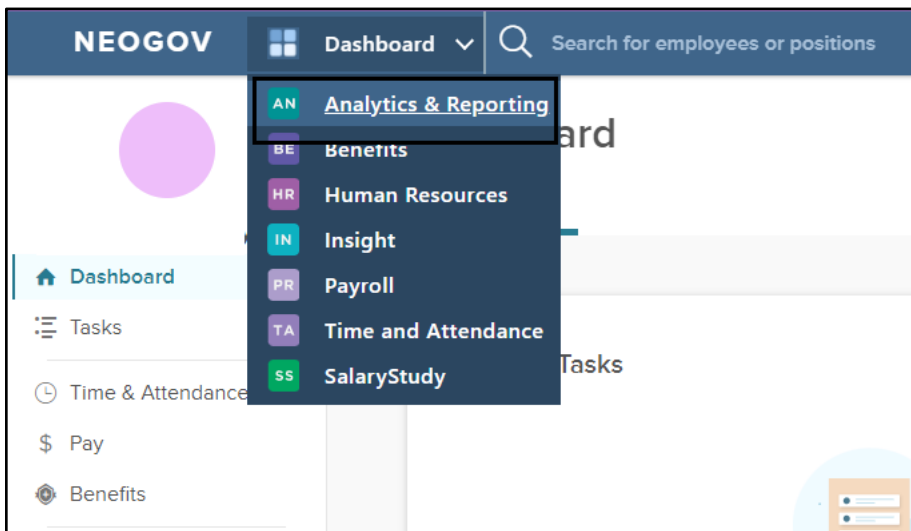 NEOGOV Dashboard Search for employees or positions
AN Analytics & Reporting
ard
BE Benefits
HR Human Resources
IN Insight
Dashboard
PR Payroll
Tasks
TA Time and Attendance
Tasks
SS SalaryStudy
Time & Attendance
$ Pay
Benefits